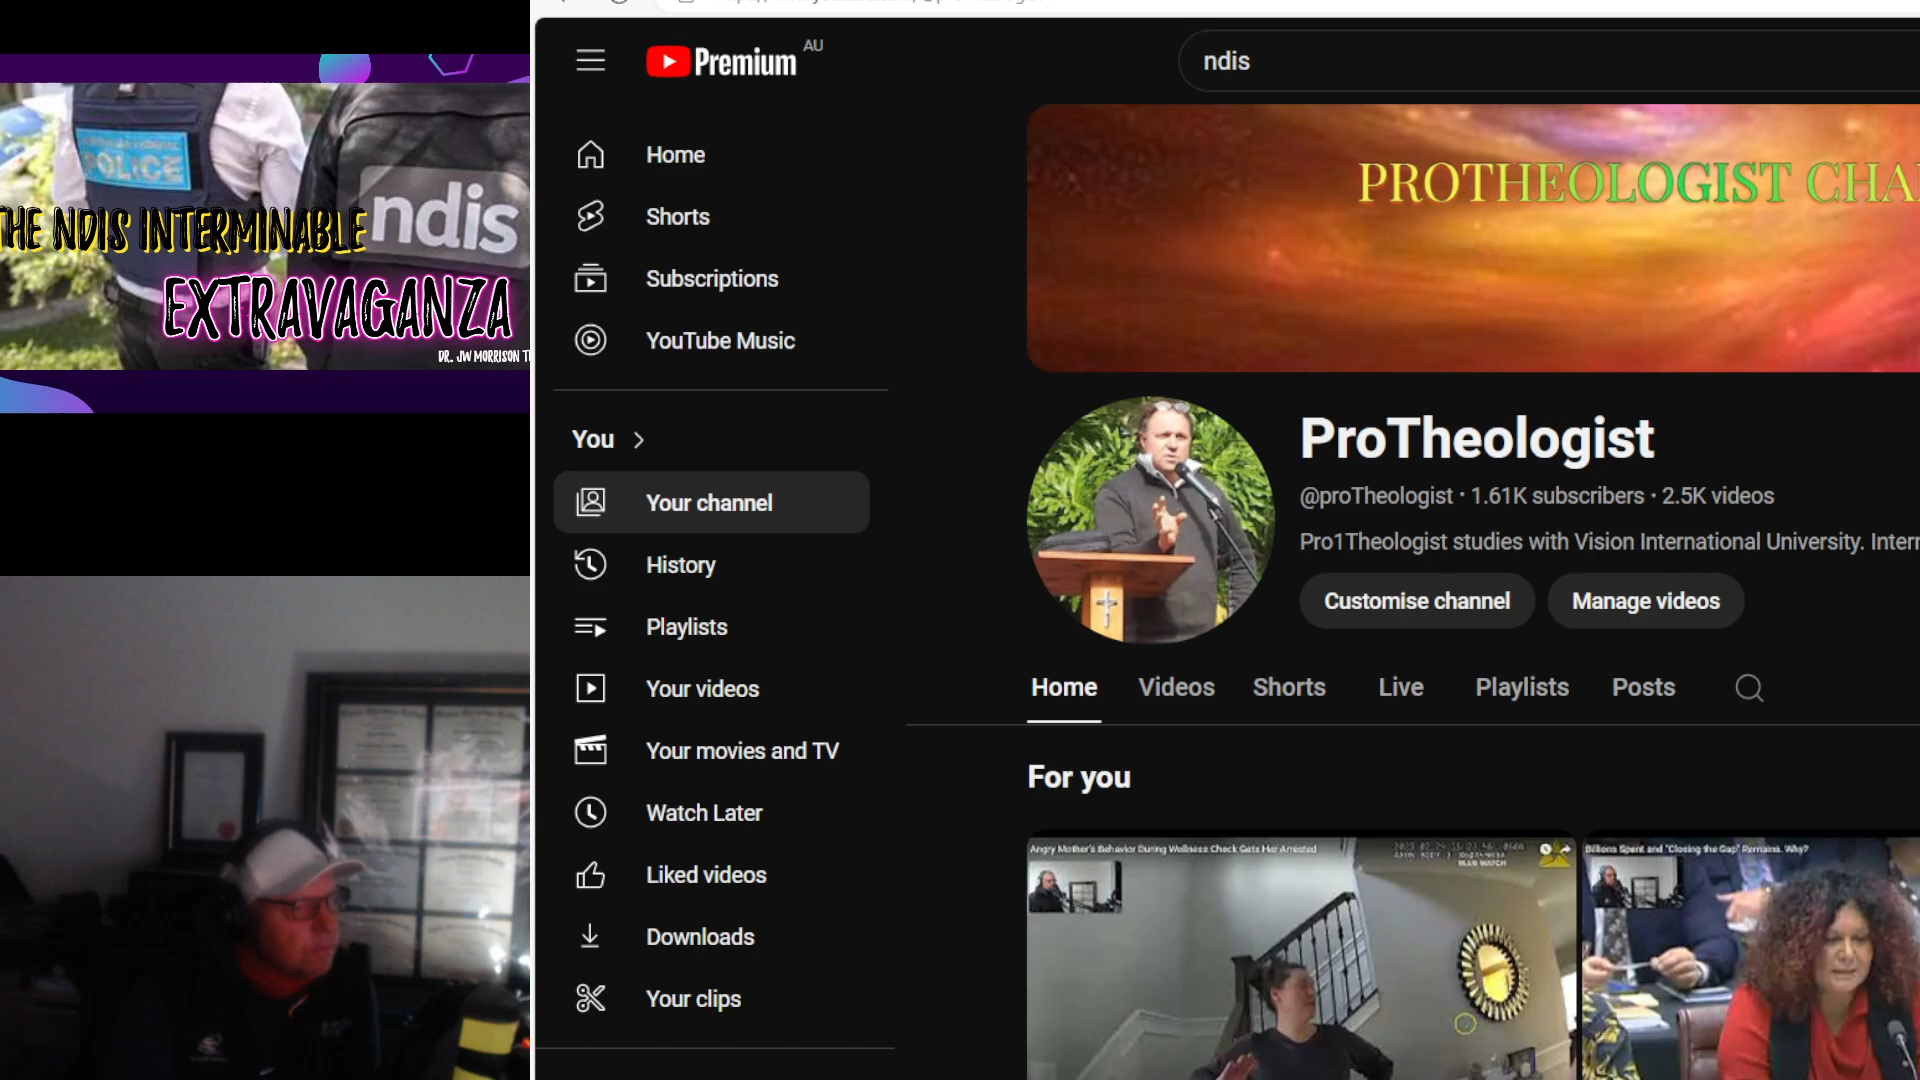 POLICE
ndis
THE NDIS INTERMINABLE
EXTRAVAGANZA
DR. JW MORRISON
Premium AU
ndis
Home
Shorts
Subscriptions
YouTube Music
You
Your channel
History
Playlists
Your videos
Your movies and TV
Watch Later
Liked videos
Downloads
Your clips
PROTHEOLOGIST CHA
ProTheologist
@proTheologist • 1.61K subscribers • 2.5K videos
Pro1Theologist studies with Vision International University. Intern
Customise channel
Manage videos
Home
Videos
Shorts
Live
Playlists
Posts
For you
Angry Mother's Behavior During Wellness Check Gets Her Arrested
Billions Spent and "Closing the Gap" Remains. Why?